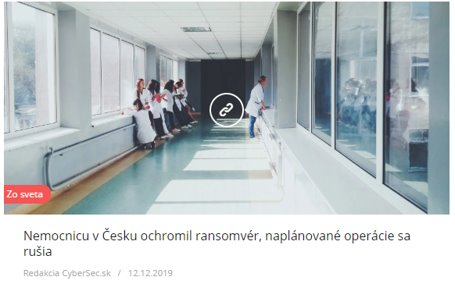 Zo sveta
Nemocnicu v Česku ochromil ransomvér, naplánované operácie sa
rušia
Redakcia CyberSec.sk / 12.12.2019